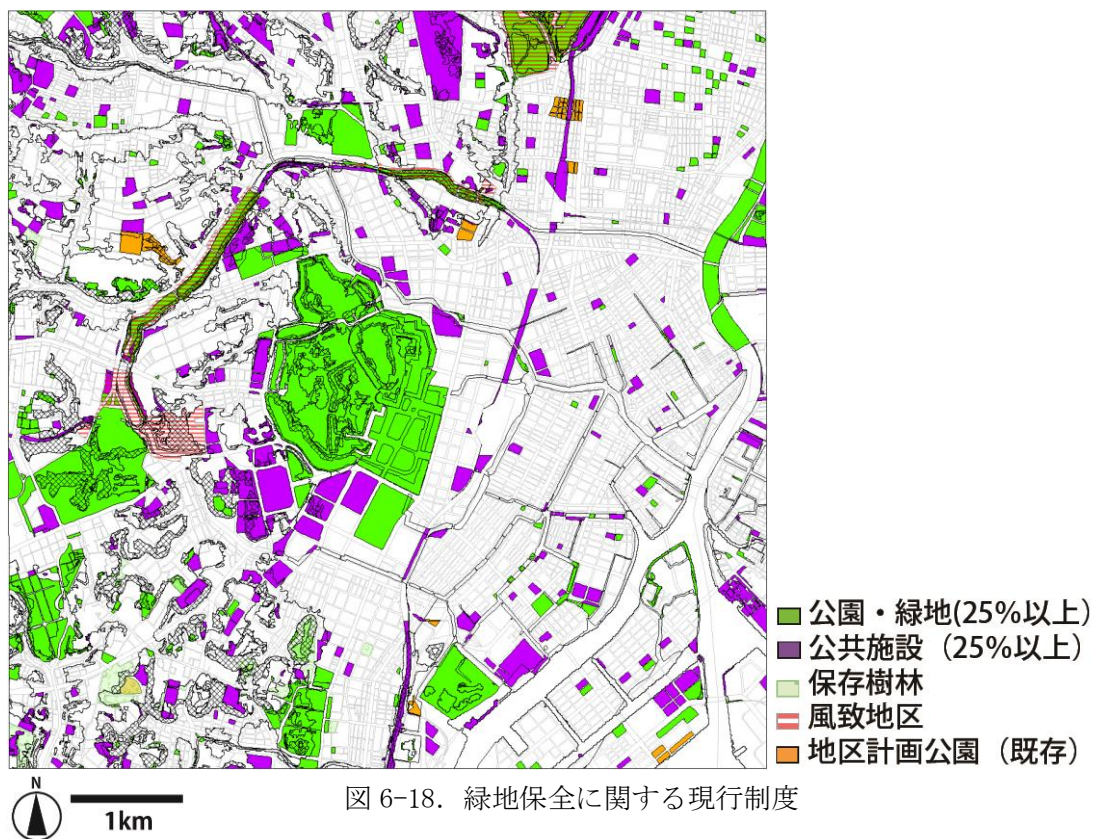 公園・緑地(25%以上)
公共施設（25%以上）
保存樹林
風致地区
地区計画公園（既存）
N
1km
図 6-18. 緑地保全に関する現行制度